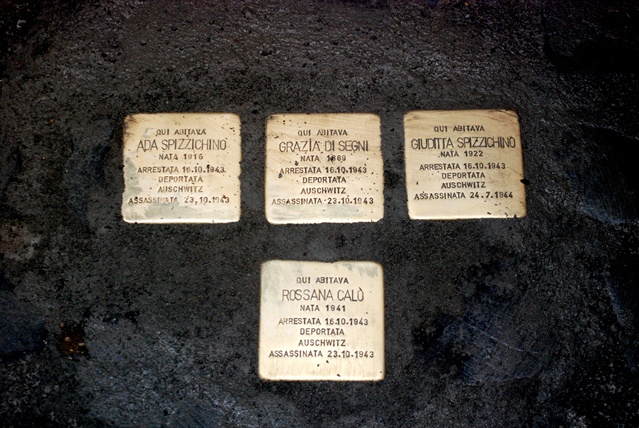 QUI ABITAVA
ADA SPIZZICHINO
NATA 1915
ARRESTATA 16.10.1943
DEPORTATA
AUSCHWITZ
ASSASSINATA 23.10.1943
QUI ABITAVA
GRAZIA DI SEGNI
NATA 1889
ARRESTATA 16.10.1943
DEPORTATA
AUSCHWITZ
ASSASSINATA 23.10.1943
QUI ABITAVA
GIUDITTA SPIZZICHINO
NATA 1922
ARRESTATA 16.10.1943
DEPORTATA
AUSCHWITZ
ASSASSINATA 24.7.1944
QUI ABITAVA
ROSSANA CALÒ
NATA 1941
ARRESTATA 16.10.1943
DEPORTATA
AUSCHWITZ
ASSASSINATA 23.10.1943